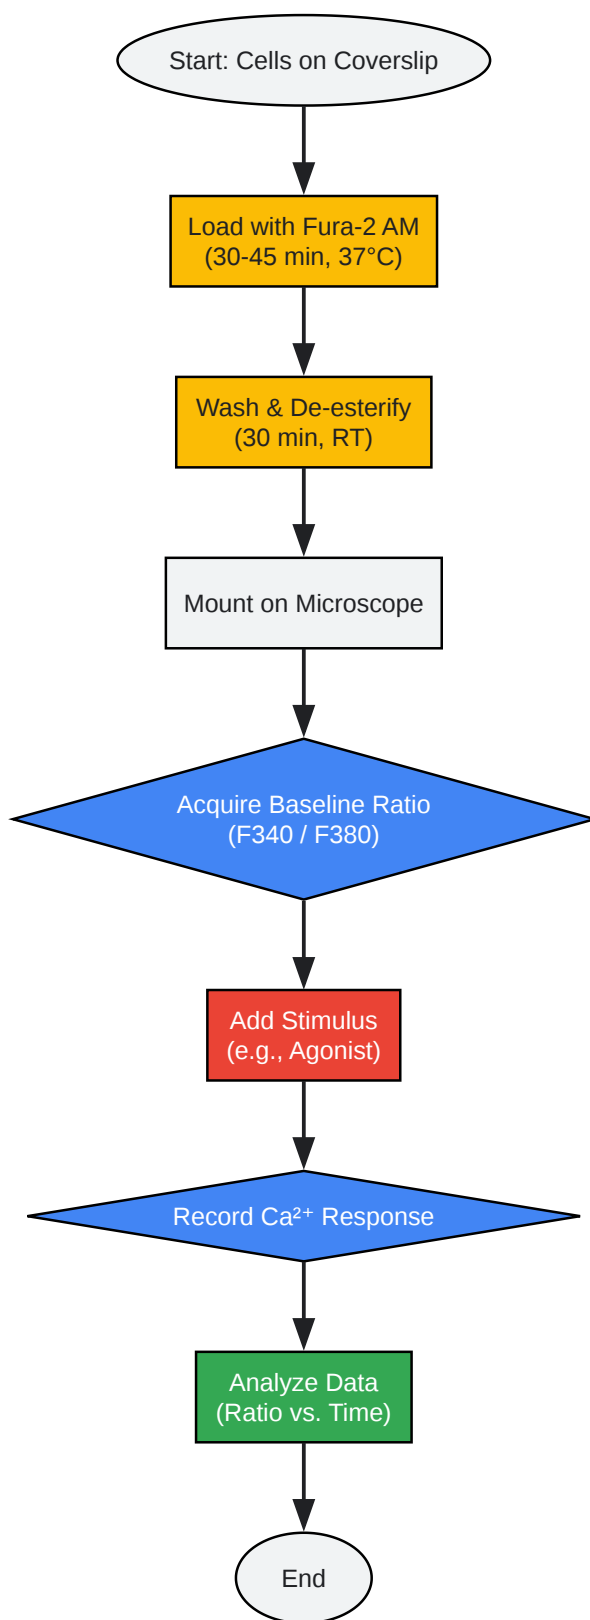 Start: Cells on Coverslip
Load with Fura-2 AM
(30-45 min, 37°C)
Wash & De-esterify
(30 min, RT)
Mount on Microscope
Acquire Baseline Ratio
(F340 / F380)
Add Stimulus
(e.g., Agonist)
Record Ca²⁺ Response
Analyze Data
(Ratio vs. Time)
End